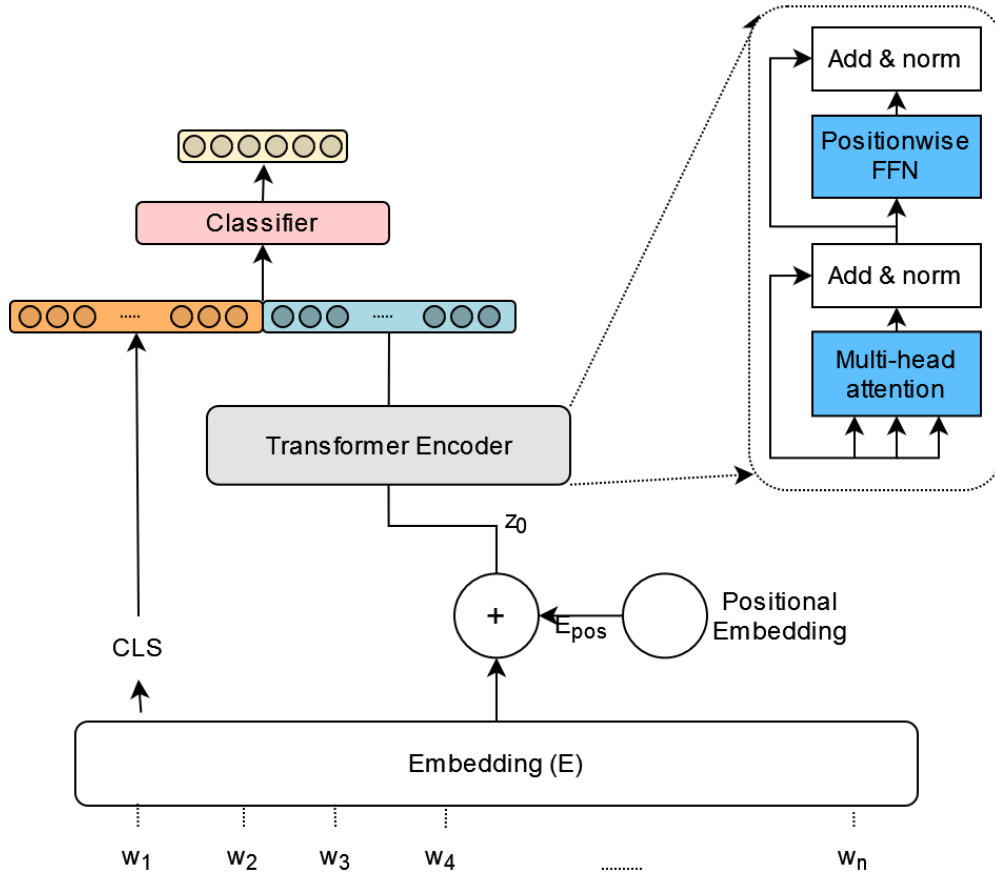 Add & norm
Positionwise
FFN
Add & norm
Multi-head
attention
Classifier
.....
.....
Transformer Encoder
z₀
+
E_pos
Positional
Embedding
CLS
Embedding (E)
w₁ w₂ w₃ w₄ .......... wₙ